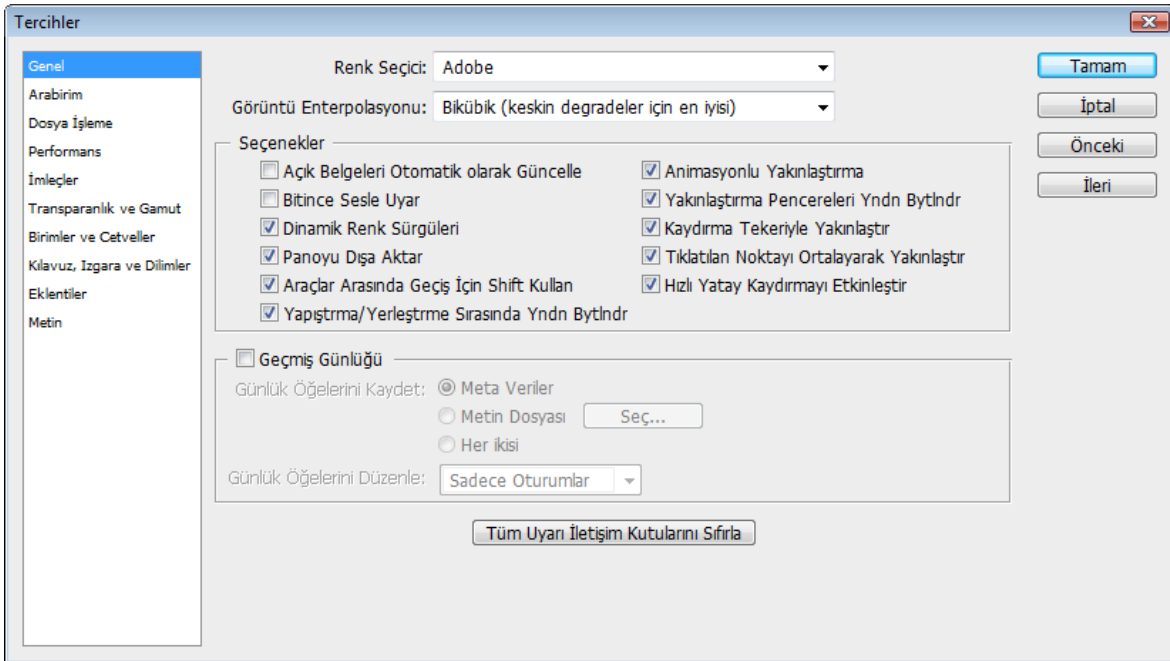 Tercihler
Genel
Arabirim
Dosya İşleme
Performans
İmleçler
Transparanlık ve Gamut
Birimler ve Cetveller
Kılavuz, Izgara ve Dilimler
Eklentiler
Metin
Renk Seçici: Adobe
Görüntü Enterpolasyonu: Bikübik (keskin degradeler için en iyisi)
Seçenekler
Açık Belgeleri Otomatik olarak Güncelle
Bitince Sesle Uyar
Dinamik Renk Sürgüleri
Panoyu Dışa Aktar
Araçlar Arasında Geçiş İçin Shift Kullan
Yapıştrma/Yerleştrme Sırasında Yndn Bytlndr
Animasyonlu Yakınlaştırma
Yakınlaştırma Pencereleri Yndn Bytlndr
Kaydırma Tekeriyle Yakınlaştır
Tıklatılan Noktayı Ortalayarak Yakınlaştır
Hızlı Yatay Kaydırmayı Etkinleştir
Geçmiş Günlüğü
Günlük Öğelerini Kaydet: Meta Veriler
Metin Dosyası Seç...
Her ikisi
Günlük Öğelerini Düzenle: Sadece Oturumlar
Tüm Uyarı İletişim Kutularını Sıfırla
Tamam
İptal
Önceki
İleri